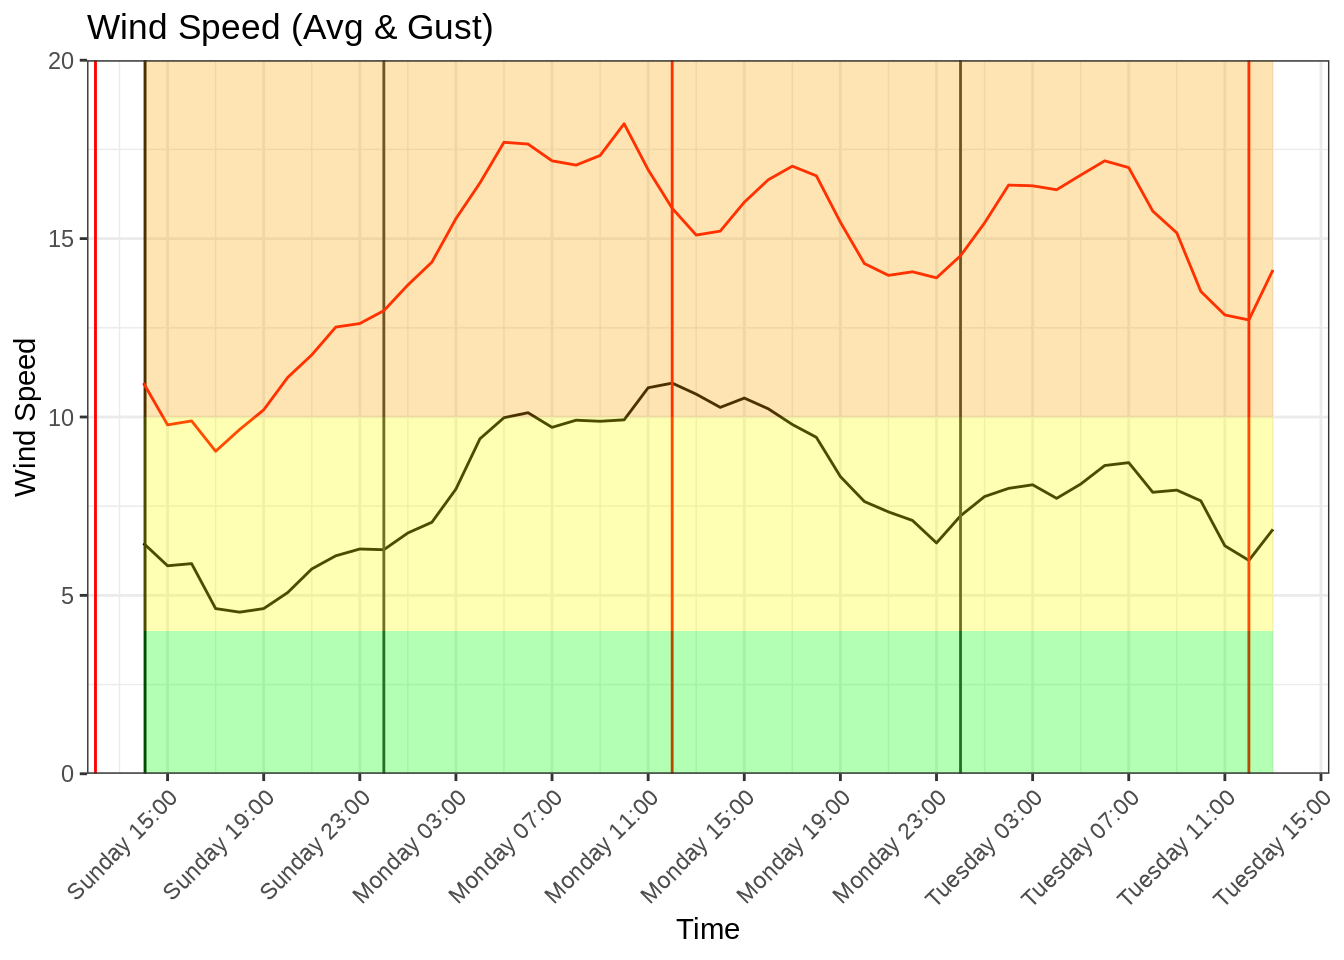 Wind Speed (Avg & Gust)
20
15
10
5
0
Wind Speed
Sunday 15:00
Sunday 19:00
Sunday 23:00
Monday 03:00
Monday 07:00
Monday 11:00
Monday 15:00
Monday 19:00
Monday 23:00
Tuesday 03:00
Tuesday 07:00
Tuesday 11:00
Tuesday 15:00
Time